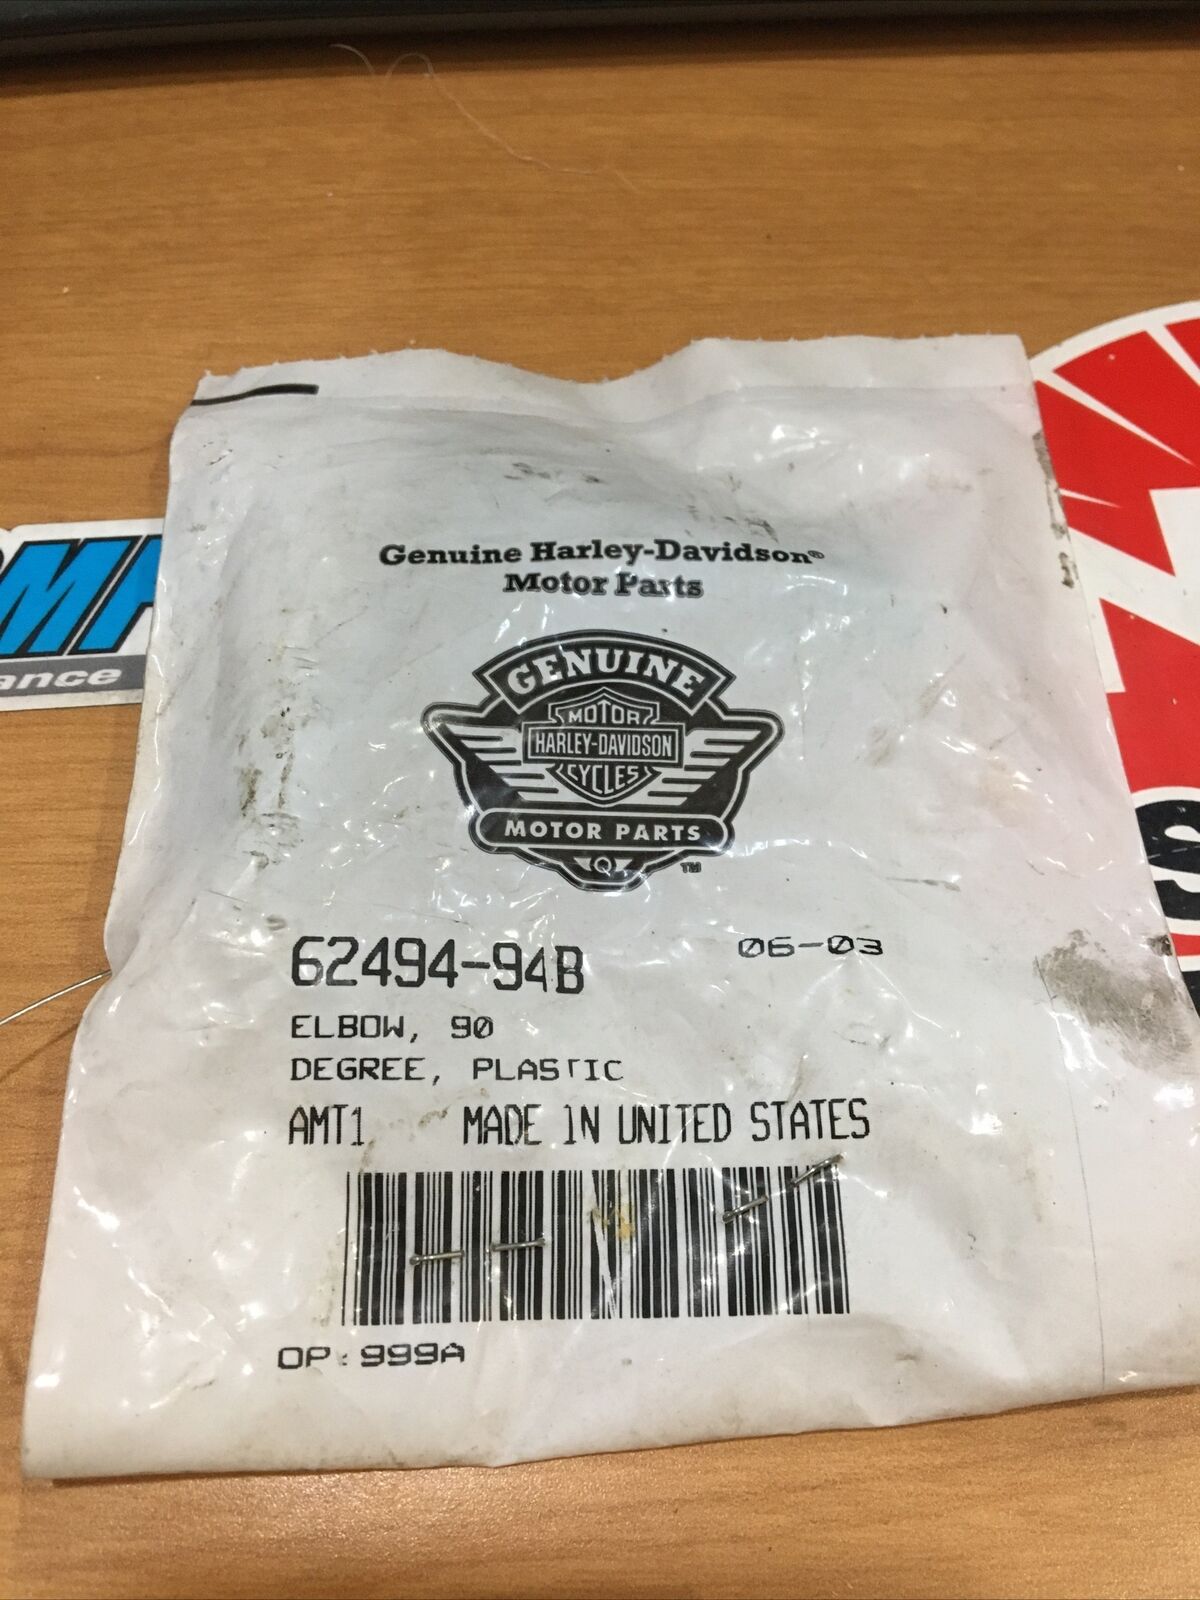 Genuine Harley-Davidson®
Motor Parts
GENUINE
MOTOR
HARLEY-DAVIDSON
CYCLES
MOTOR PARTS
Q
TM
62494-94B
06-03
ELBOW, 90
DEGREE, PLASTIC
AMT1 MADE IN UNITED STATES
OP:999A